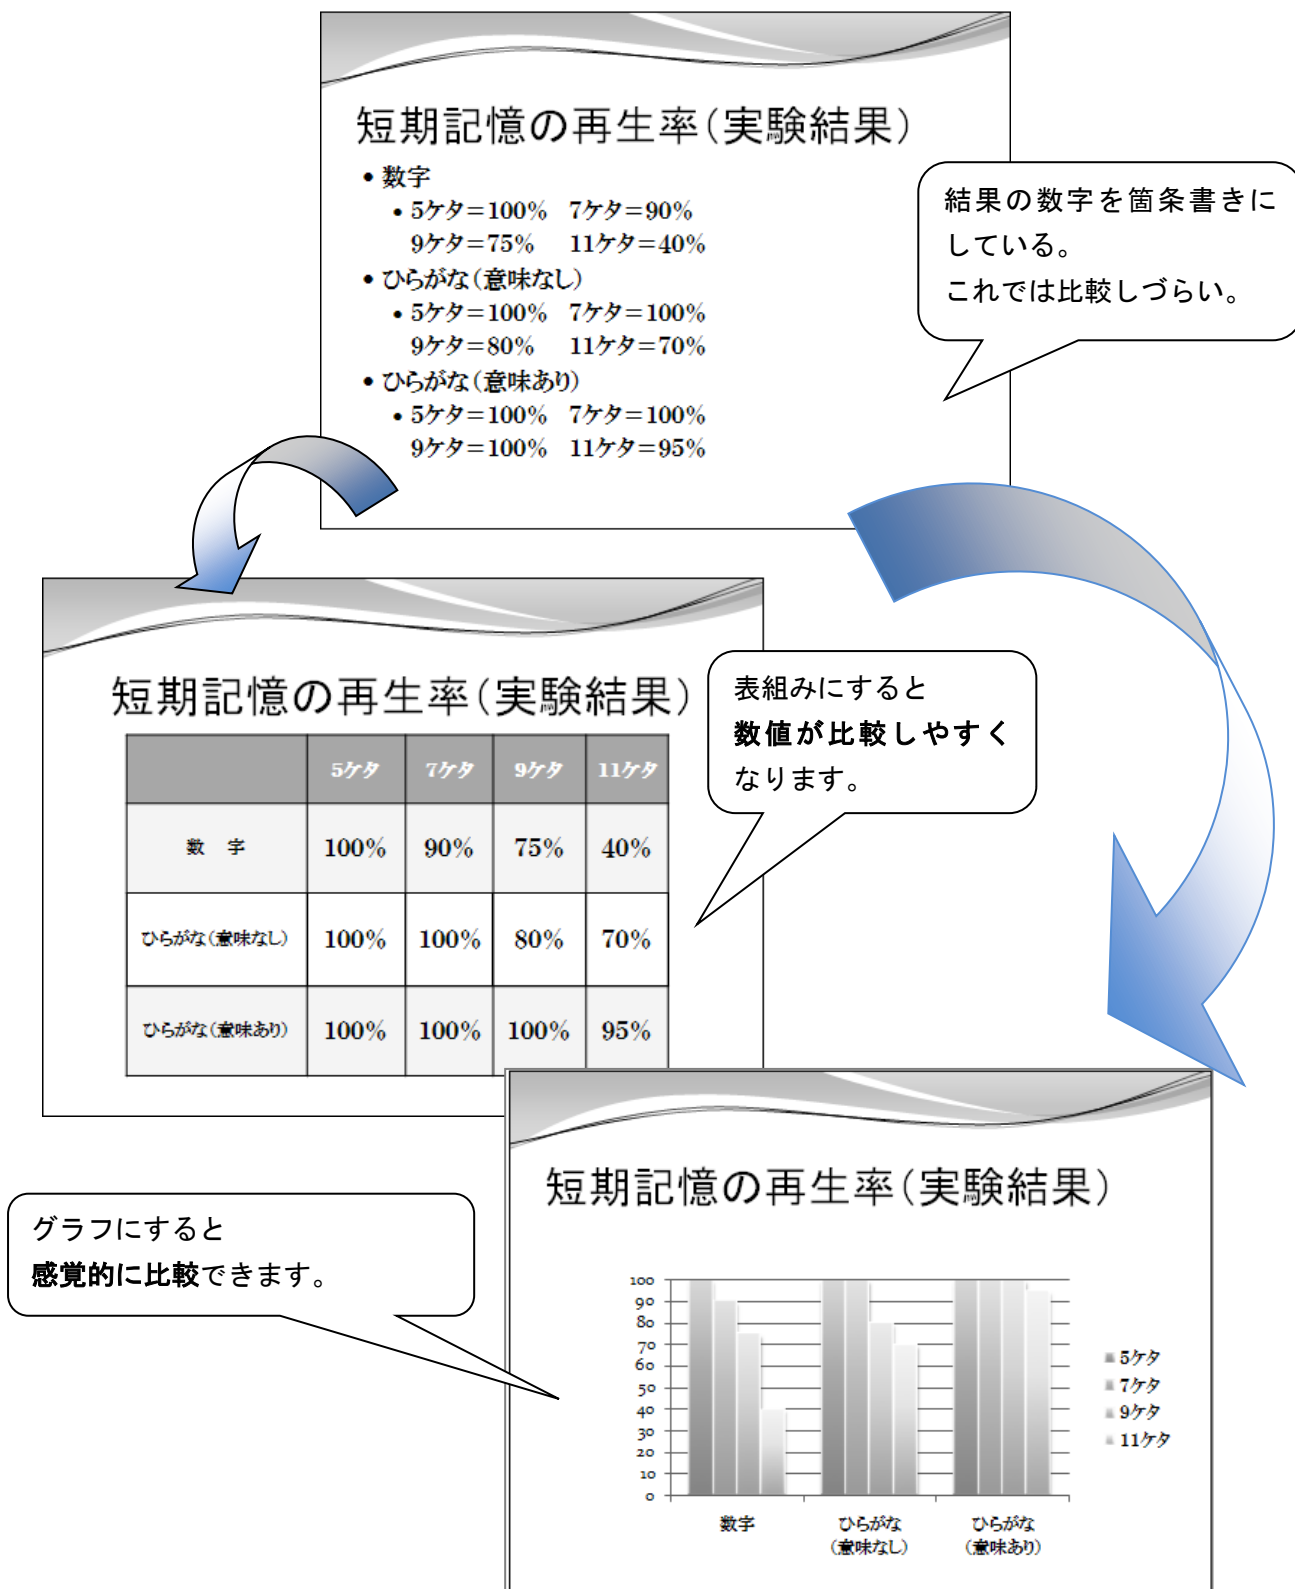 短期記憶の再生率（実験結果）
• 数字
• 5ケタ＝100%　7ケタ＝90%
9ケタ＝75%　11ケタ＝40%
• ひらがな（意味なし）
• 5ケタ＝100%　7ケタ＝100%
9ケタ＝80%　11ケタ＝70%
• ひらがな（意味あり）
• 5ケタ＝100%　7ケタ＝100%
9ケタ＝100%　11ケタ＝95%
結果の数字を箇条書きに
している。
これでは比較しづらい。
短期記憶の再生率（実験結果）
5ケタ　7ケタ　9ケタ　11ケタ
数　字　100%　90%　75%　40%
ひらがな（意味なし）　100%　100%　80%　70%
ひらがな（意味あり）　100%　100%　100%　95%
表組みにすると
数値が比較しやすく
なります。
短期記憶の再生率（実験結果）
100
90
80
70
60
50
40
30
20
10
0
数字
ひらがな
（意味なし）
ひらがな
（意味あり）
5ケタ
7ケタ
9ケタ
11ケタ
グラフにすると
感覚的に比較できます。